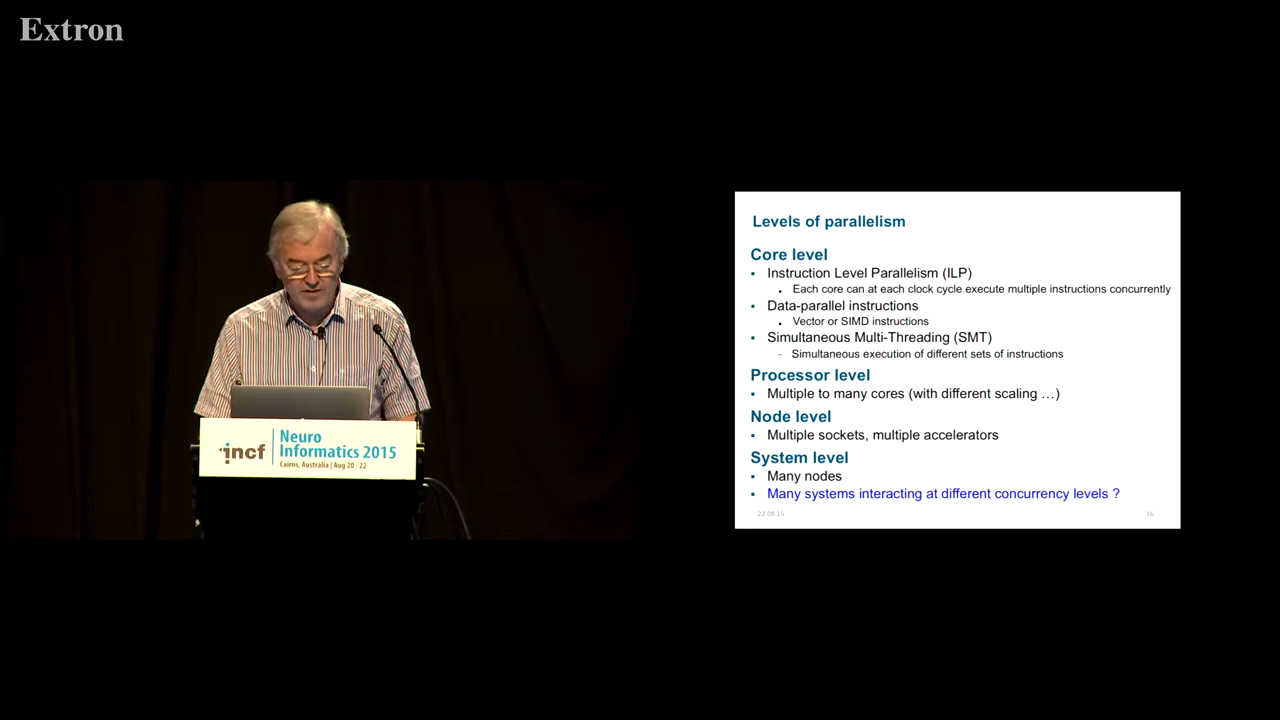 Extron
incf
Neuro
Informatics 2015
Cairns, Australia | Aug 20 - 22
Levels of parallelism
Core level
▪ Instruction Level Parallelism (ILP)
▪ Each core can at each clock cycle execute multiple instructions concurrently
▪ Data-parallel instructions
▪ Vector or SIMD instructions
▪ Simultaneous Multi-Threading (SMT)
- Simultaneous execution of different sets of instructions
Processor level
▪ Multiple to many cores (with different scaling …)
Node level
▪ Multiple sockets, multiple accelerators
System level
▪ Many nodes
▪ Many systems interacting at different concurrency levels ?
22.08.15
16